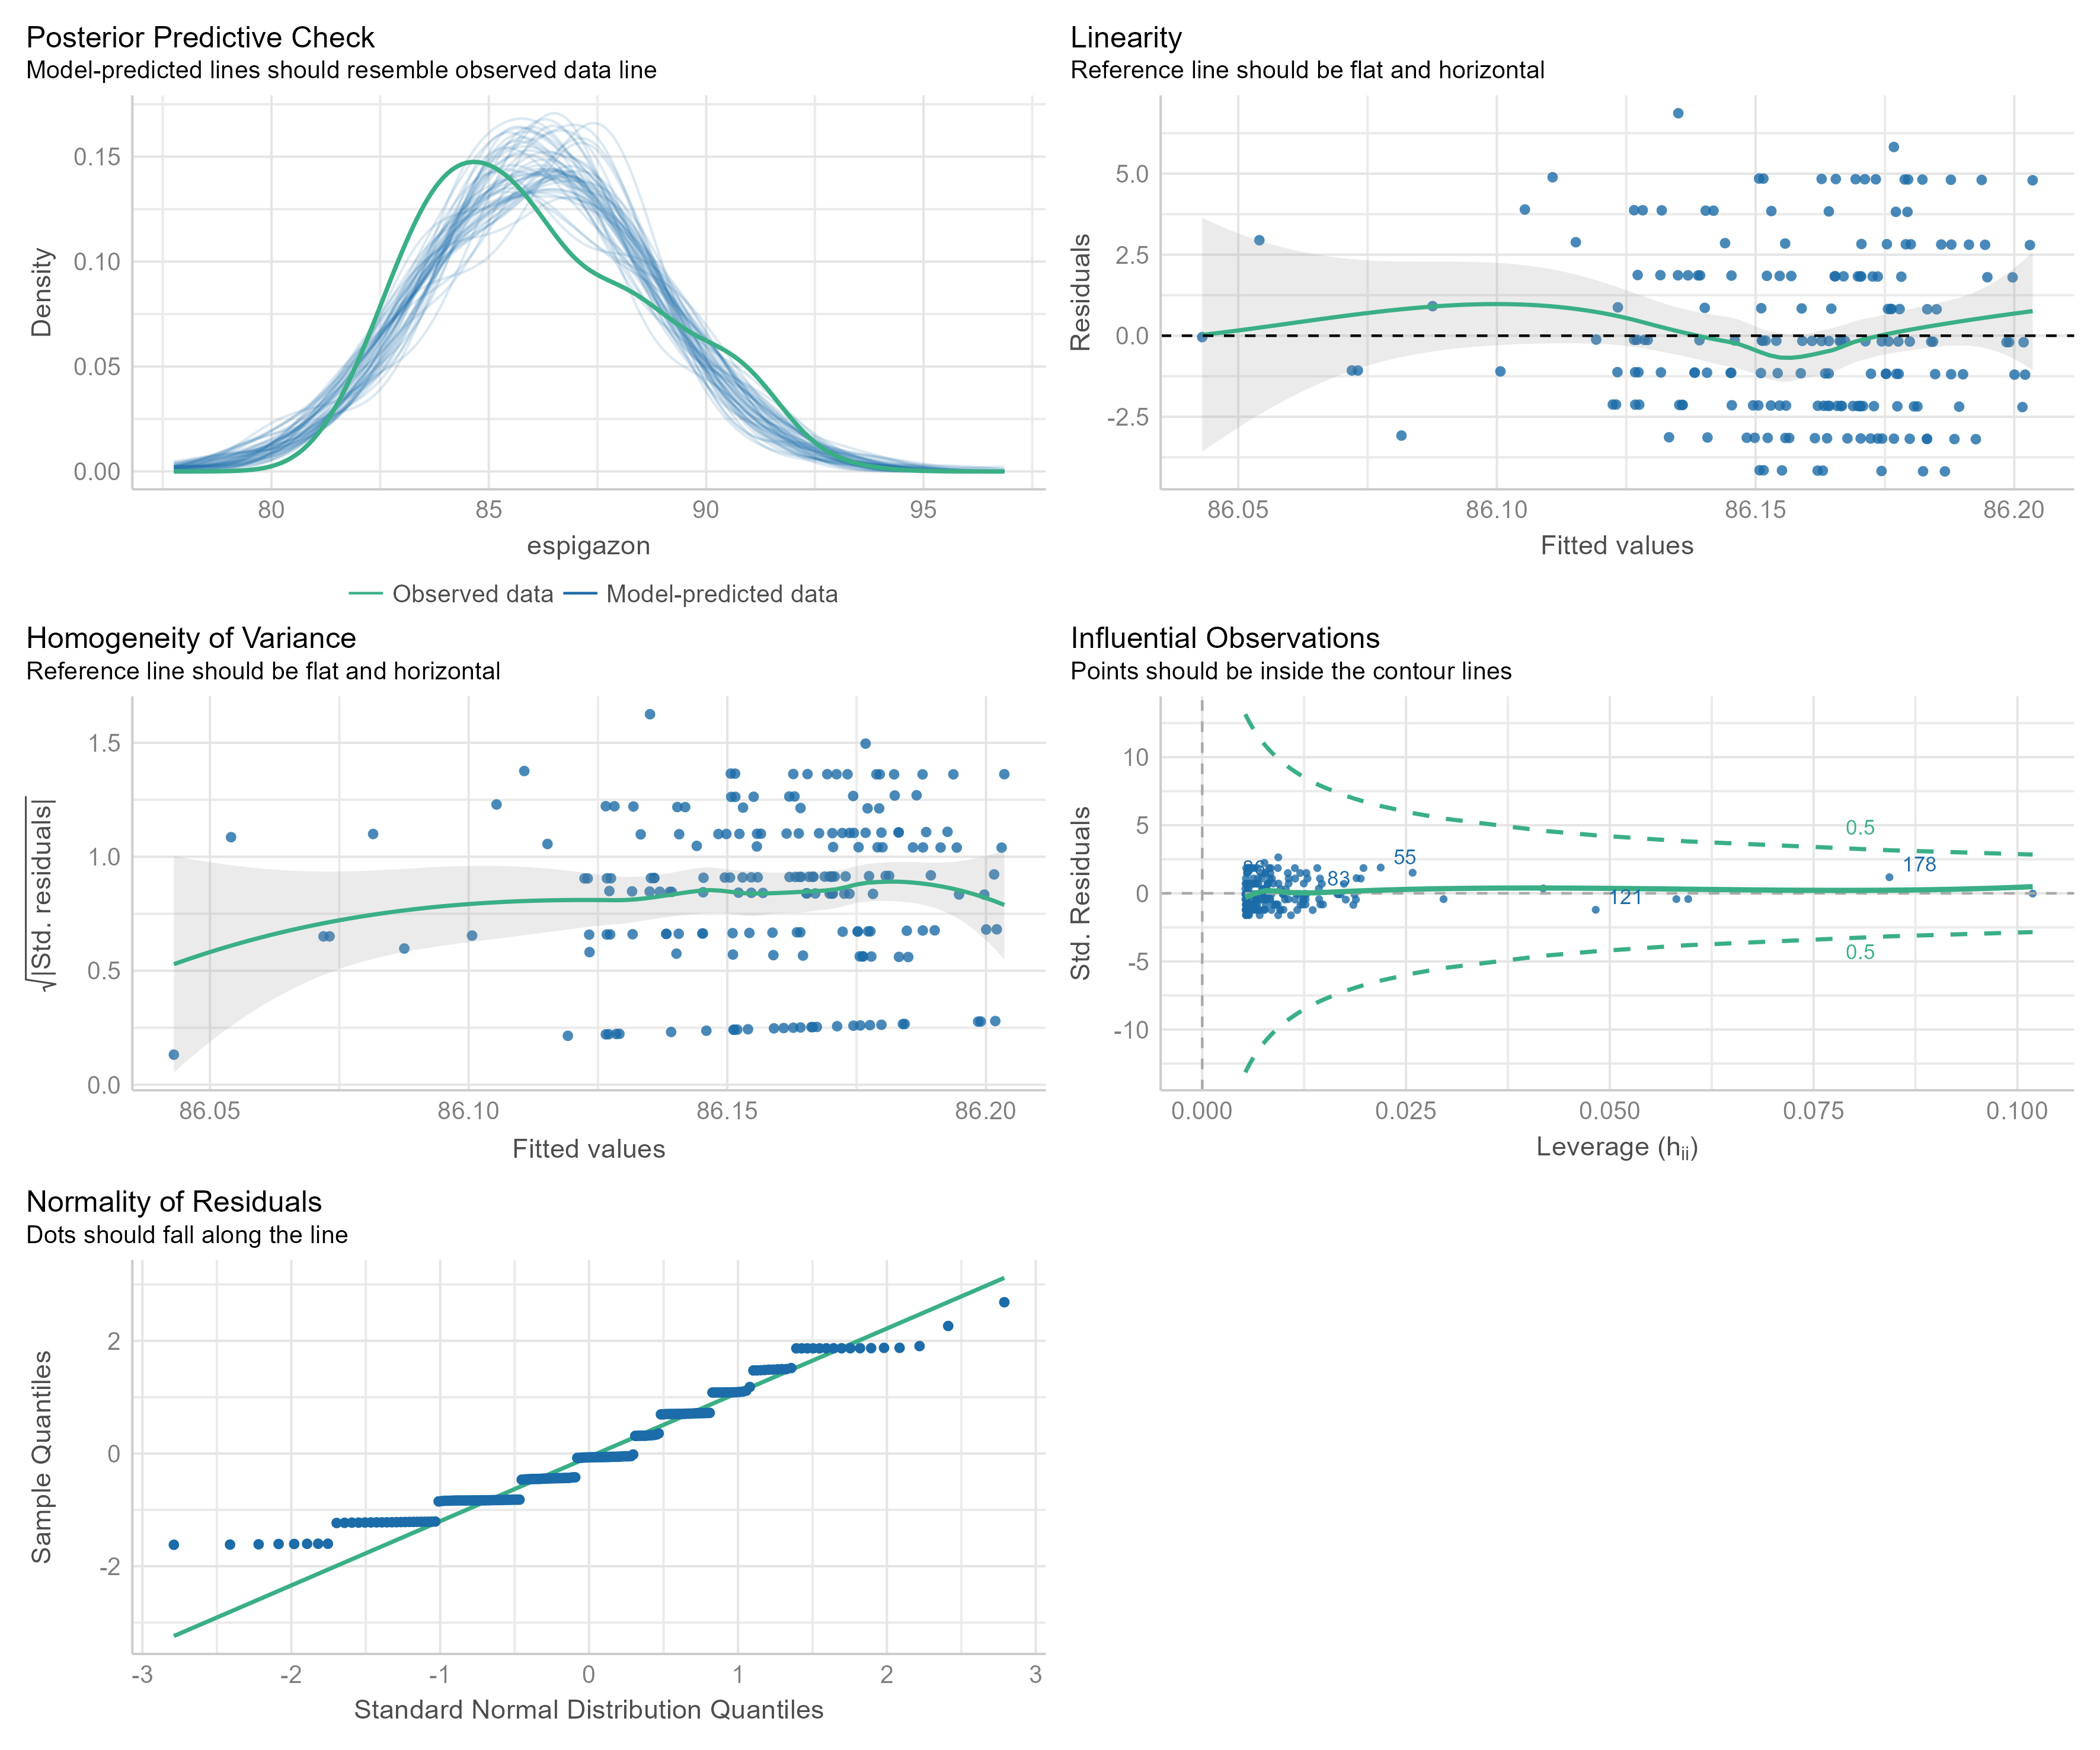 Posterior Predictive Check
Model-predicted lines should resemble observed data line
Density
0.15
0.10
0.05
0.00
80 85 90 95
espigazon
Observed data Model-predicted data
Linearity
Reference line should be flat and horizontal
Residuals
5.0
2.5
0.0
-2.5
86.05 86.10 86.15 86.20
Fitted values
Homogeneity of Variance
Reference line should be flat and horizontal
√|Std. residuals|
1.5
1.0
0.5
0.0
86.05 86.10 86.15 86.20
Fitted values
Influential Observations
Points should be inside the contour lines
Std. Residuals
10
5
0
-5
-10
0.5
55
178
83
121
0.5
0.000 0.025 0.050 0.075 0.100
Leverage (hii)
Normality of Residuals
Dots should fall along the line
Sample Quantiles
2
0
-2
-3 -2 -1 0 1 2 3
Standard Normal Distribution Quantiles